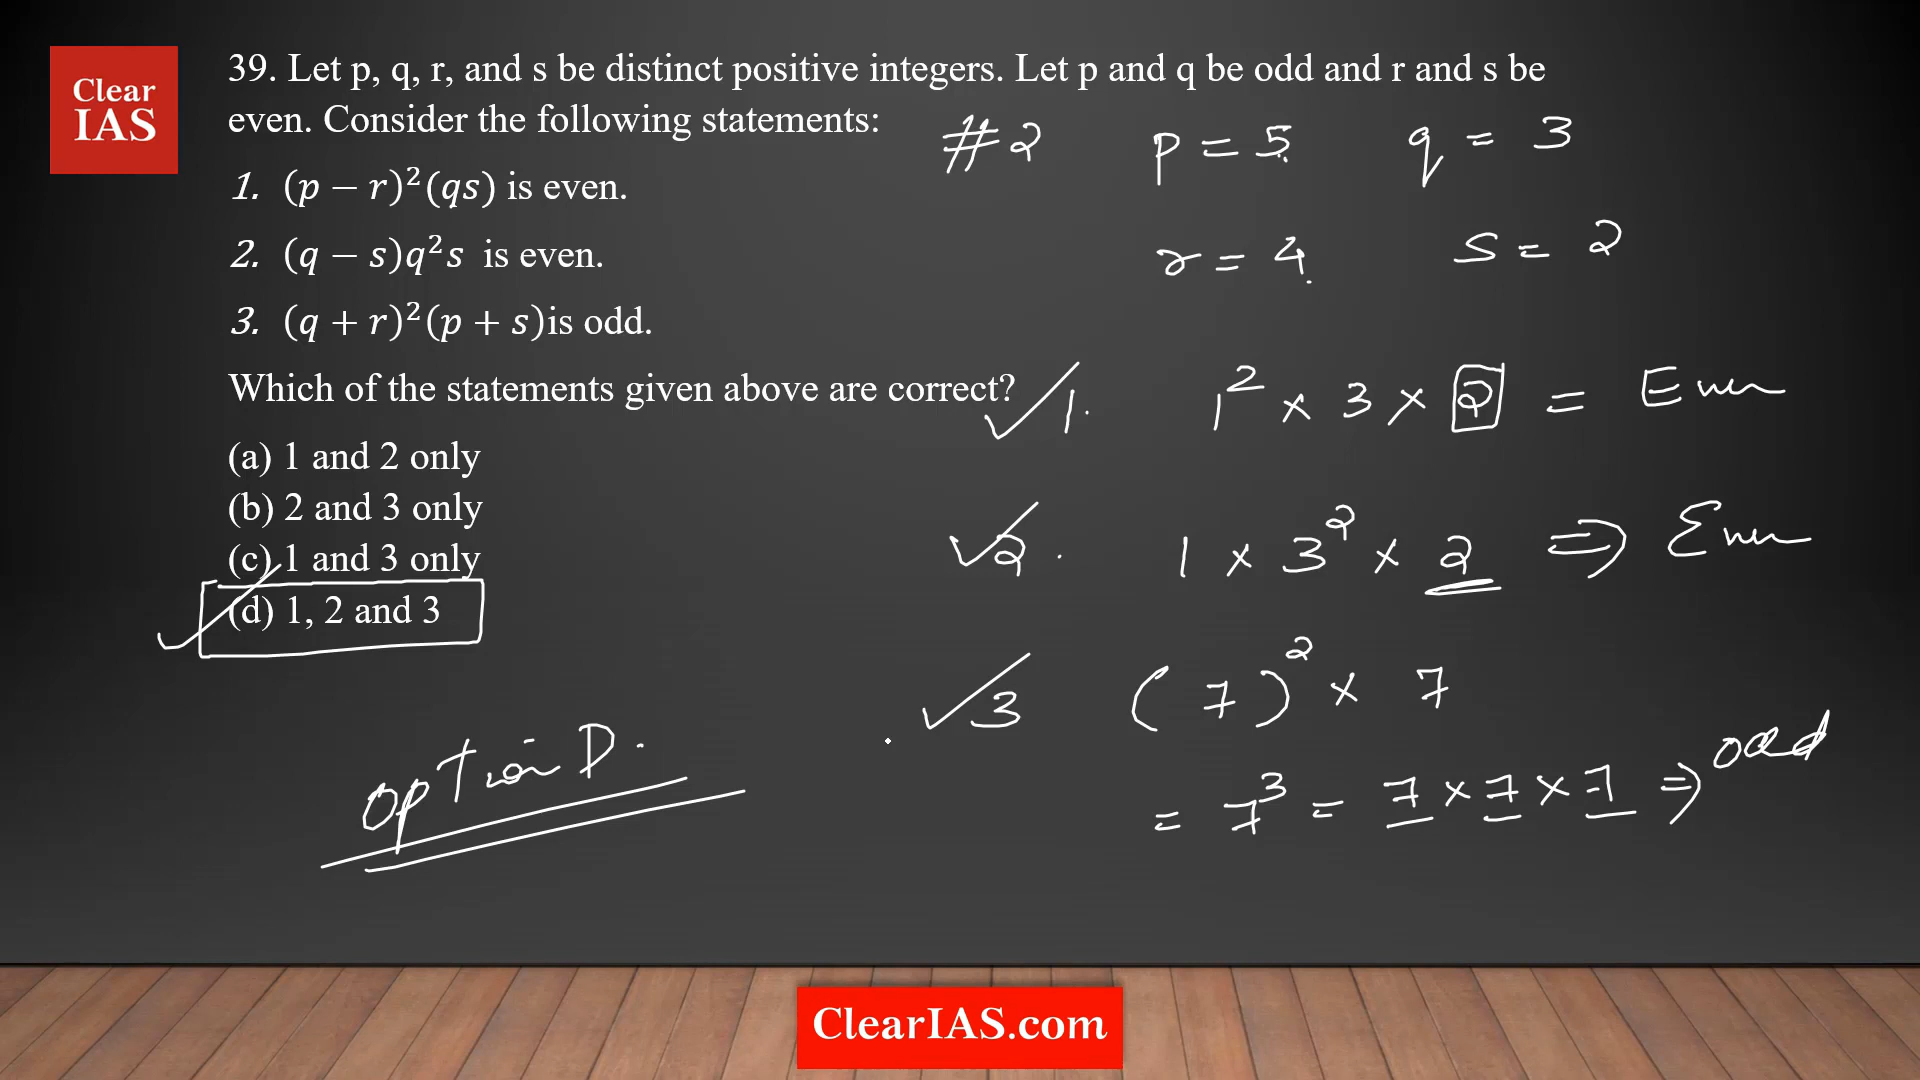 Clear
IAS
39. Let p, q, r, and s be distinct positive integers. Let p and q be odd and r and s be
even. Consider the following statements:
#2 p = 5 q = 3
1. (p − r)²(qs) is even.
2. (q − s)q²s is even.
r = 4 s = 2
3. (q + r)²(p + s)is odd.
Which of the statements given above are correct?
✓1. 1² × 3 × 2 = Even
(a) 1 and 2 only
(b) 2 and 3 only
(c) 1 and 3 only
✓2. 1 × 3² × 2 ⇒ Even
(d) 1, 2 and 3
✓3 (7)² × 7
option D.
= 7³ = 7 × 7 × 7 ⇒ odd
ClearIAS.com